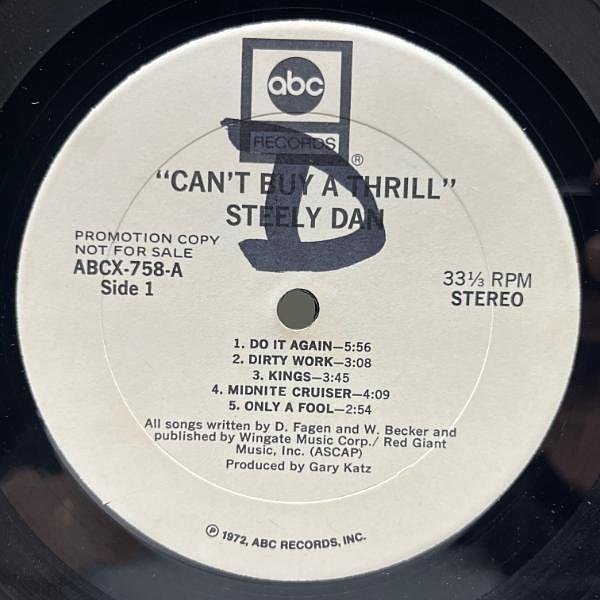 abc
RECORDS ®
D
"CAN'T BUY A THRILL"
STEELY DAN
PROMOTION COPY
NOT FOR SALE
ABCX-758-A
Side 1
33⅓ RPM
STEREO
1. DO IT AGAIN—5:56
2. DIRTY WORK—3:08
3. KINGS—3:45
4. MIDNITE CRUISER—4:09
5. ONLY A FOOL—2:54
All songs written by D. Fagen and W. Becker and
published by Wingate Music Corp./ Red Giant
Music, Inc. (ASCAP)
Produced by Gary Katz
℗ 1972, ABC RECORDS, INC.